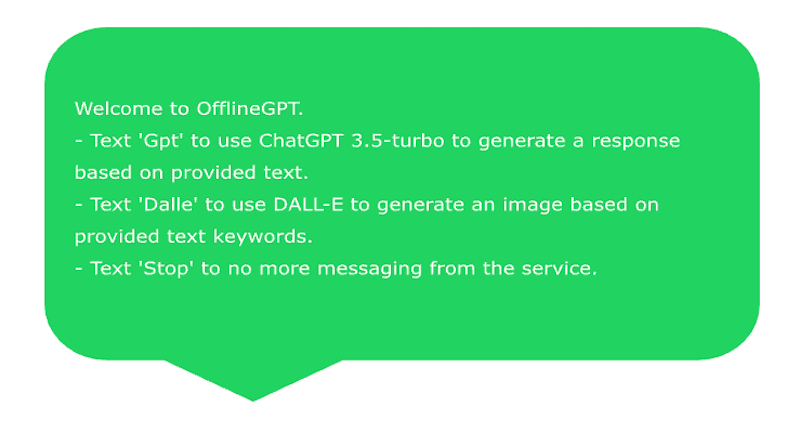 Welcome to OfflineGPT.
- Text 'Gpt' to use ChatGPT 3.5-turbo to generate a response
based on provided text.
- Text 'Dalle' to use DALL-E to generate an image based on
provided text keywords.
- Text 'Stop' to no more messaging from the service.